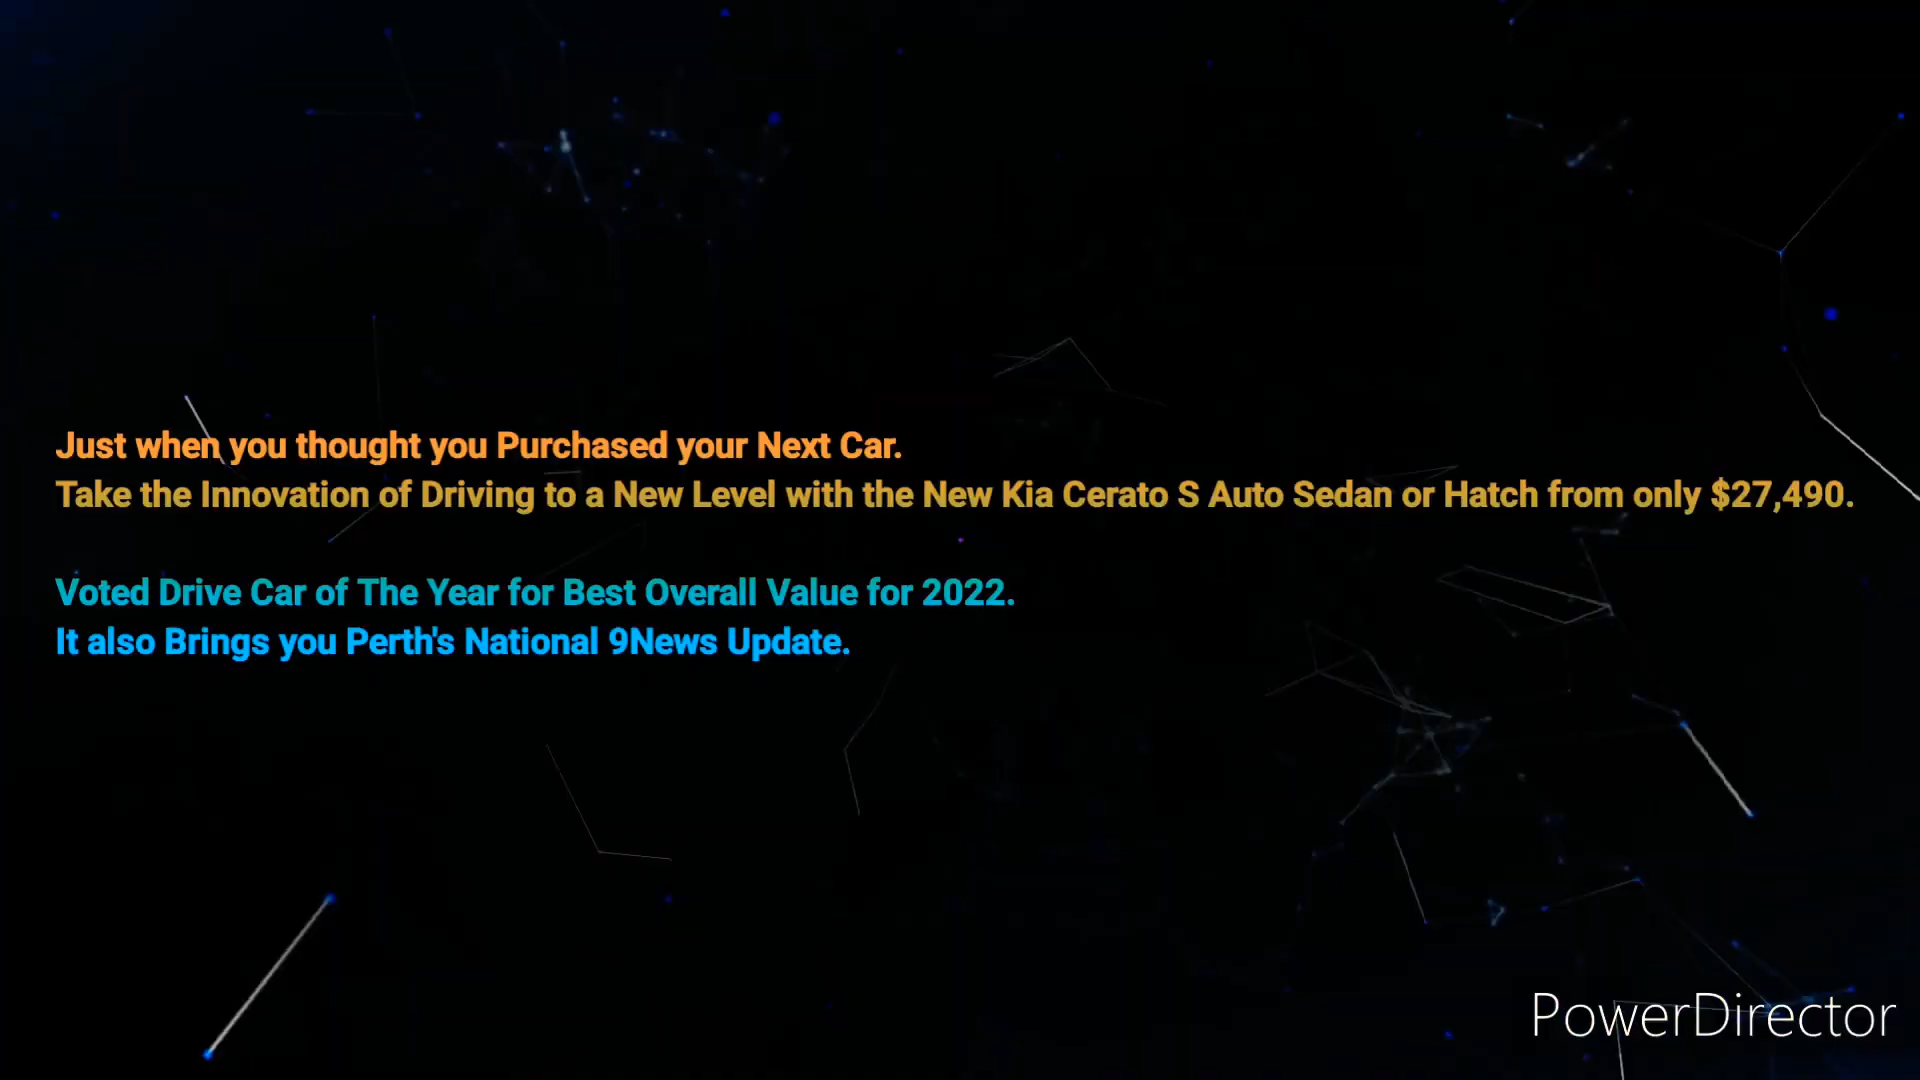 Just when you thought you Purchased your Next Car.
Take the Innovation of Driving to a New Level with the New Kia Cerato S Auto Sedan or Hatch from only $27,490.
Voted Drive Car of The Year for Best Overall Value for 2022.
It also Brings you Perth's National 9News Update.
PowerDirector